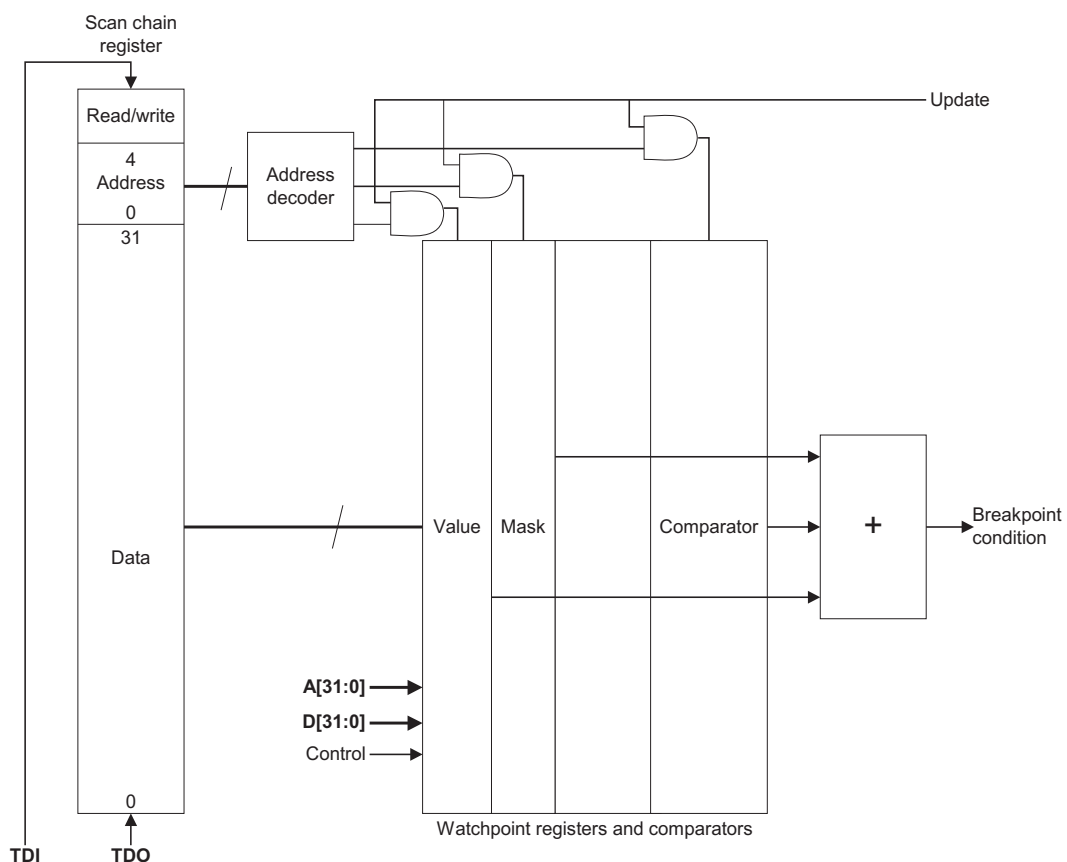 Scan chain
register
Read/write
Update
4
Address
0
Address
decoder
31
Value
Mask
Comparator
+
Breakpoint
condition
Data
A[31:0]
D[31:0]
Control
0
Watchpoint registers and comparators
TDI
TDO